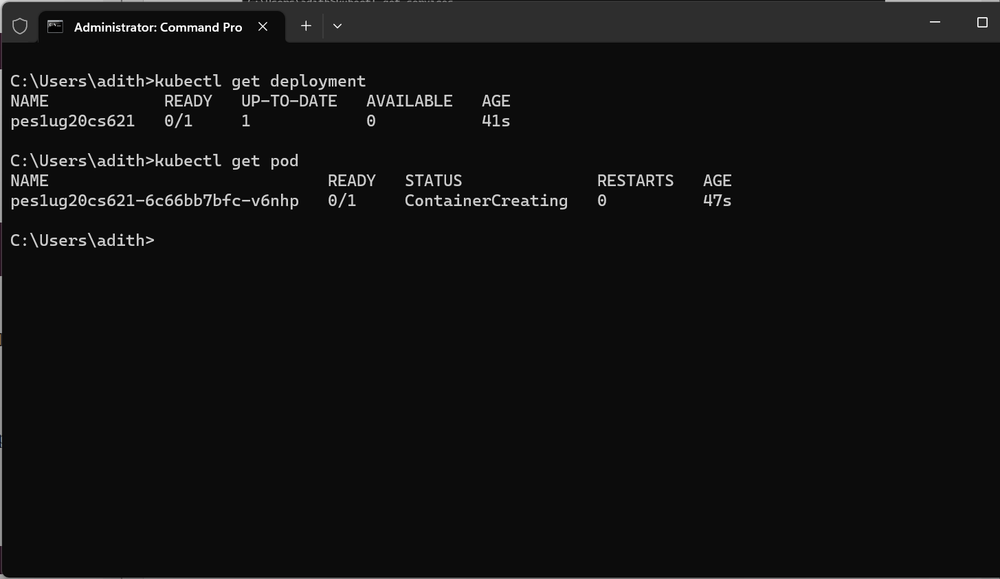 Administrator: Command Pro
C:\Users\adith>kubectl get deployment
NAME            READY   UP-TO-DATE   AVAILABLE   AGE
pes1ug20cs621   0/1     1            0           41s
C:\Users\adith>kubectl get pod
NAME                             READY   STATUS              RESTARTS   AGE
pes1ug20cs621-6c66bb7bfc-v6nhp   0/1     ContainerCreating   0          47s
C:\Users\adith>